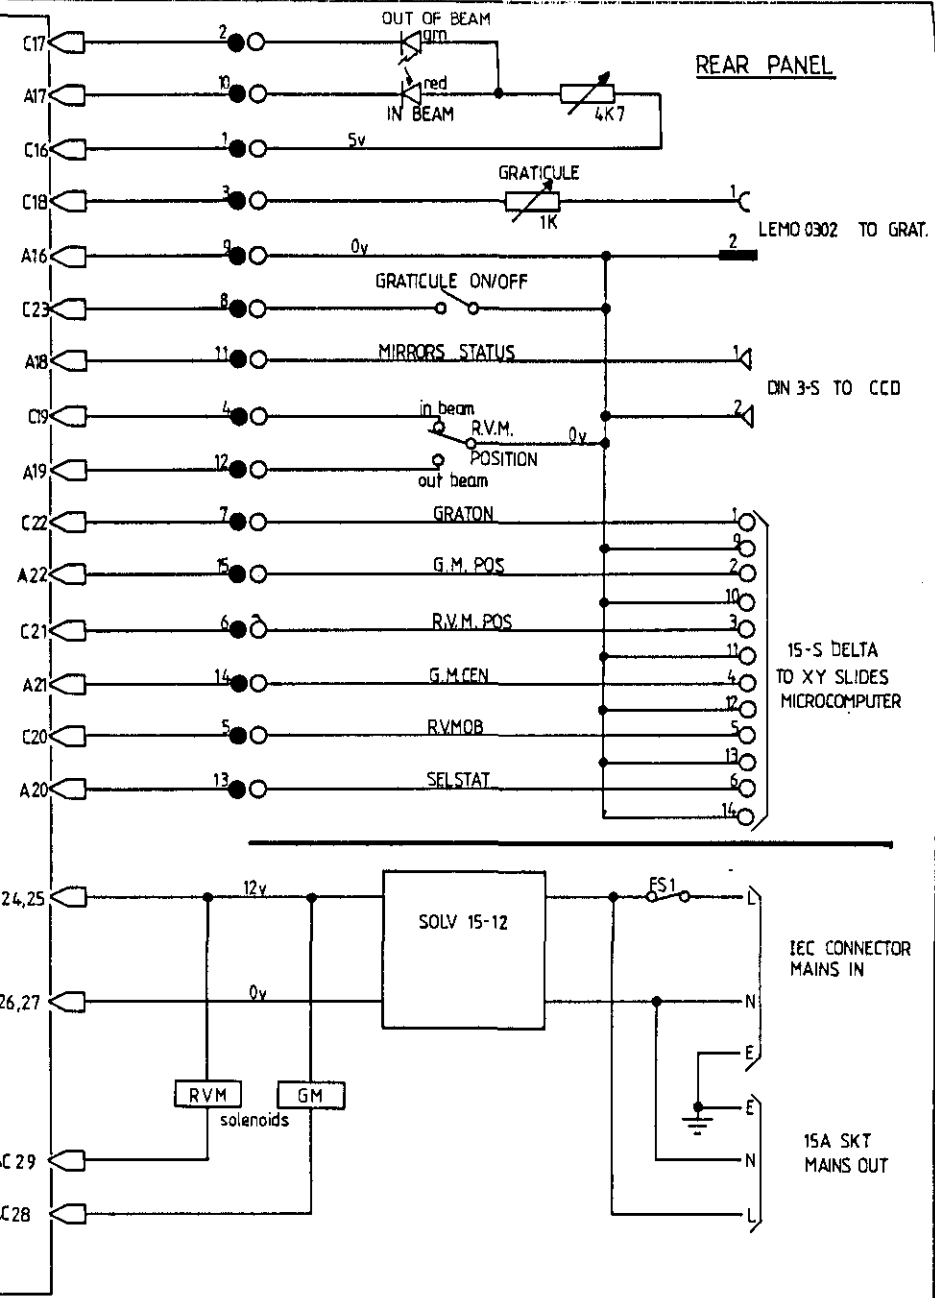 OUT OF BEAM
C17 2 grn
REAR PANEL
A17 10 red
IN BEAM 4K7
C16 1 5v
GRATICULE
C18 3 1K 1
LEMO 0302 TO GRAT.
A16 9 0v 2
GRATICULE ON/OFF
C23 8
A18 11 MIRRORS STATUS 1
DIN 3-S TO CCD
C19 4 in beam 2
R.V.M. 0v
POSITION
A19 12
out beam
C22 7 GRATON 1
9
A22 15 G.M. POS 2
10
C21 6 R.V.M. POS 3
15-S DELTA
TO XY SLIDES
MICROCOMPUTER
11
A21 14 G.M.CEN 4
12
C20 5 R.V.MOB 5
13
A20 13 SELSTAT 6
14
24,25 12v FS1 L
SOLV 15-12
IEC CONNECTOR
MAINS IN
26,27 0v N
E
RVM GM
solenoids
E
15A SKT
MAINS OUT
C 29 N
C28 L